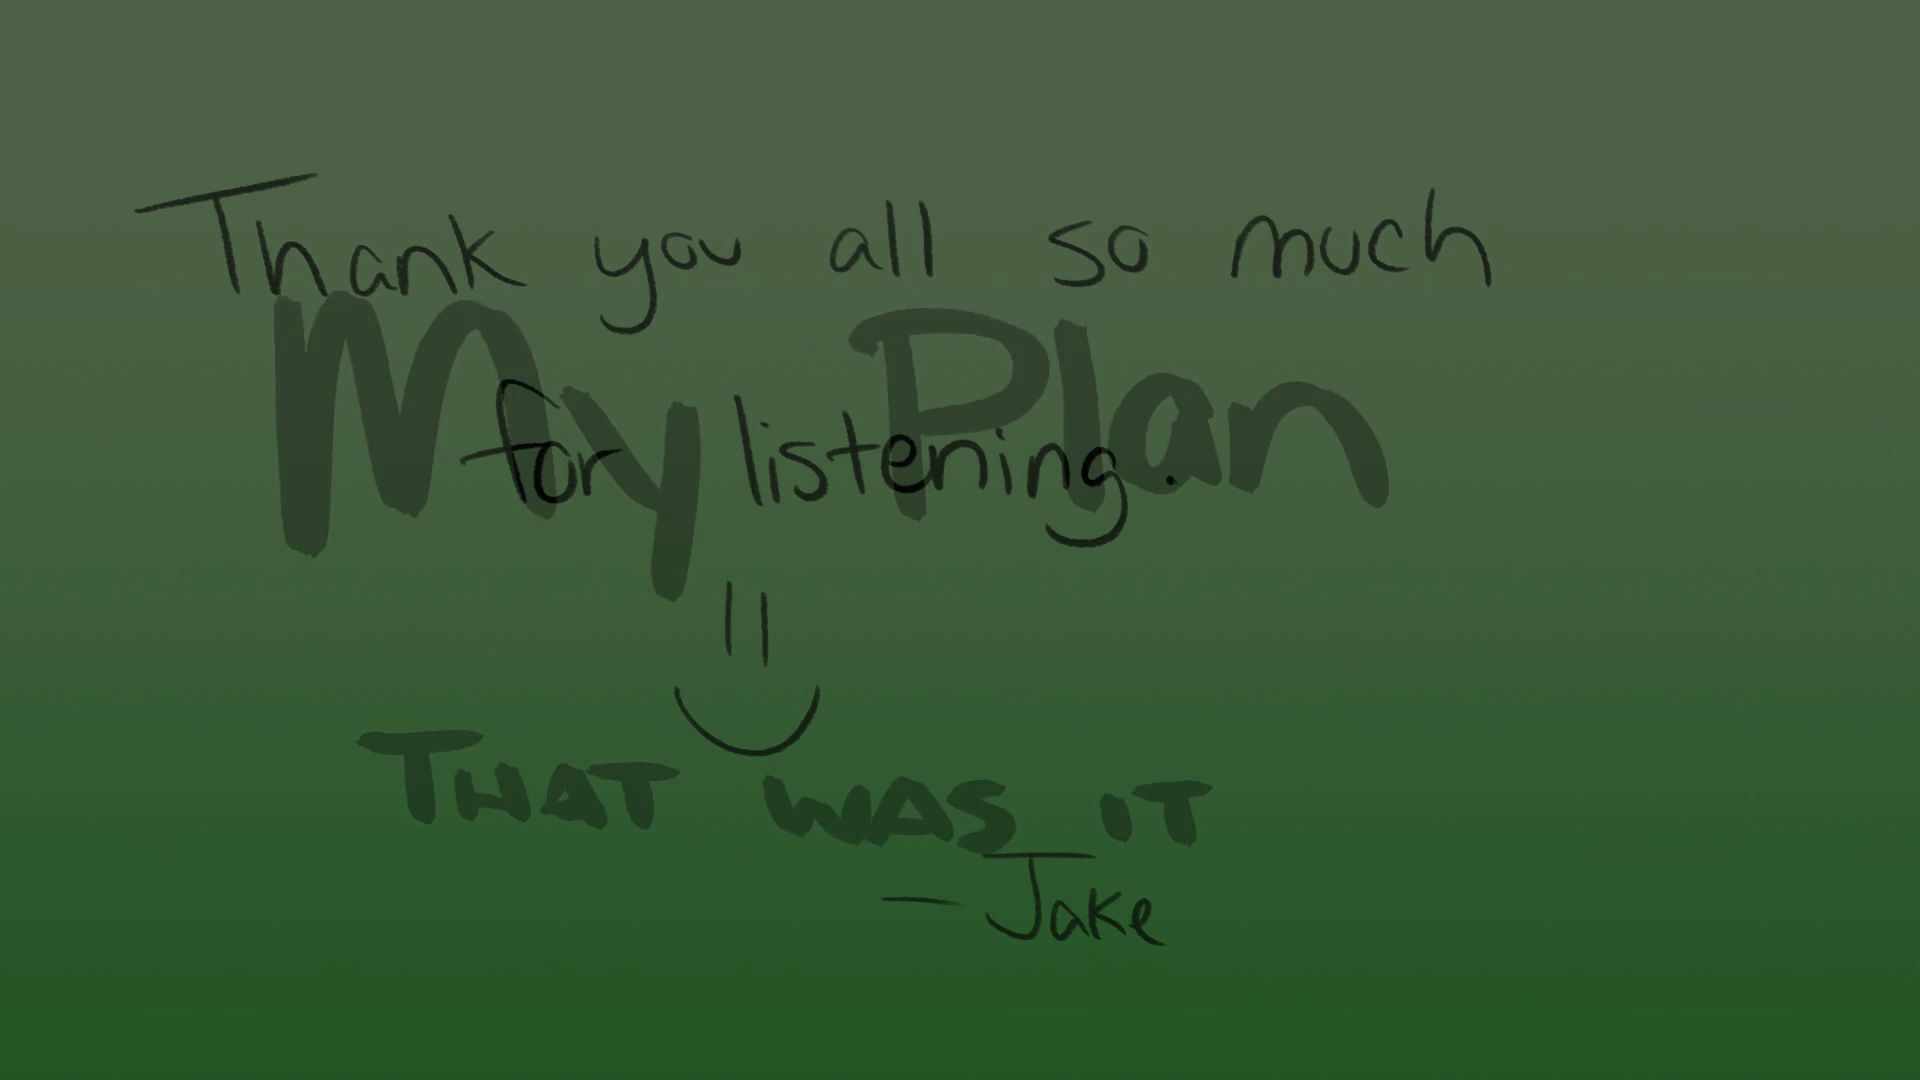 Thank you all so much
My Plan
for listening.
THAT WAS IT
- Jake